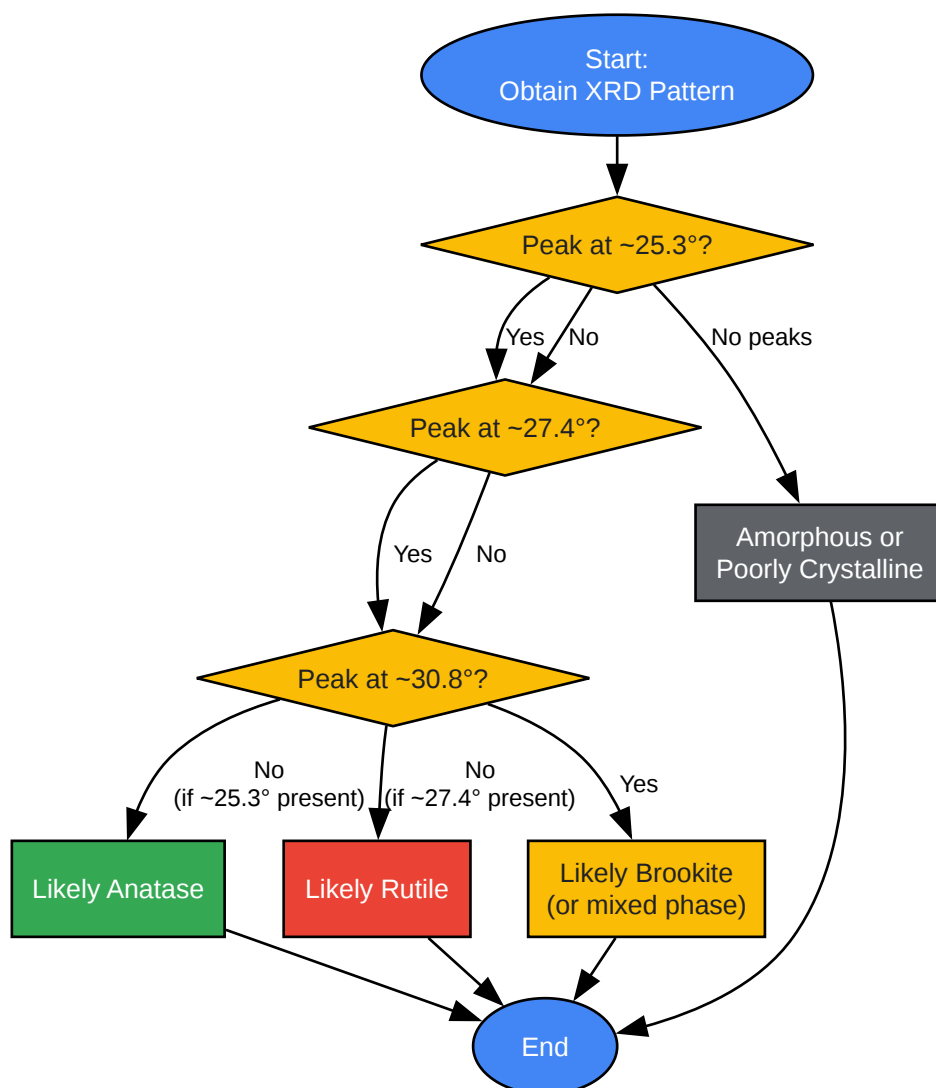 Start:
Obtain XRD Pattern
Peak at ~25.3°?
Yes
No
No peaks
Peak at ~27.4°?
Amorphous or
Poorly Crystalline
Yes
No
Peak at ~30.8°?
No
(if ~25.3° present)
No
(if ~27.4° present)
Yes
Likely Anatase
Likely Rutile
Likely Brookite
(or mixed phase)
End